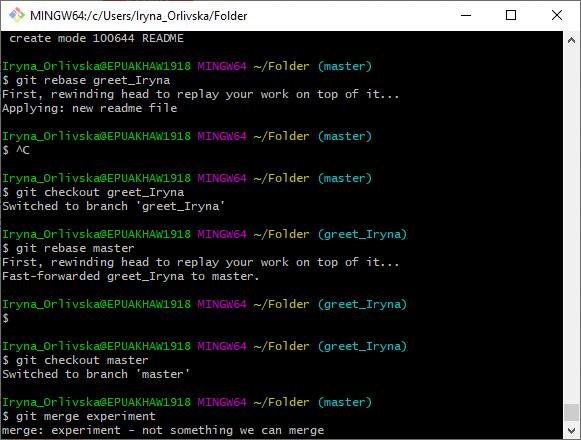 MINGW64:/c/Users/Iryna_Orlivska/Folder
create mode 100644 README
Iryna_Orlivska@EPUAKHAW1918 MINGW64 ~/Folder (master)
$ git rebase greet_Iryna
First, rewinding head to replay your work on top of it...
Applying: new readme file
Iryna_Orlivska@EPUAKHAW1918 MINGW64 ~/Folder (master)
$ ^C
Iryna_Orlivska@EPUAKHAW1918 MINGW64 ~/Folder (master)
$ git checkout greet_Iryna
Switched to branch 'greet_Iryna'
Iryna_Orlivska@EPUAKHAW1918 MINGW64 ~/Folder (greet_Iryna)
$ git rebase master
First, rewinding head to replay your work on top of it...
Fast-forwarded greet_Iryna to master.
Iryna_Orlivska@EPUAKHAW1918 MINGW64 ~/Folder (greet_Iryna)
$
Iryna_Orlivska@EPUAKHAW1918 MINGW64 ~/Folder (greet_Iryna)
$ git checkout master
Switched to branch 'master'
Iryna_Orlivska@EPUAKHAW1918 MINGW64 ~/Folder (master)
$ git merge experiment
merge: experiment - not something we can merge